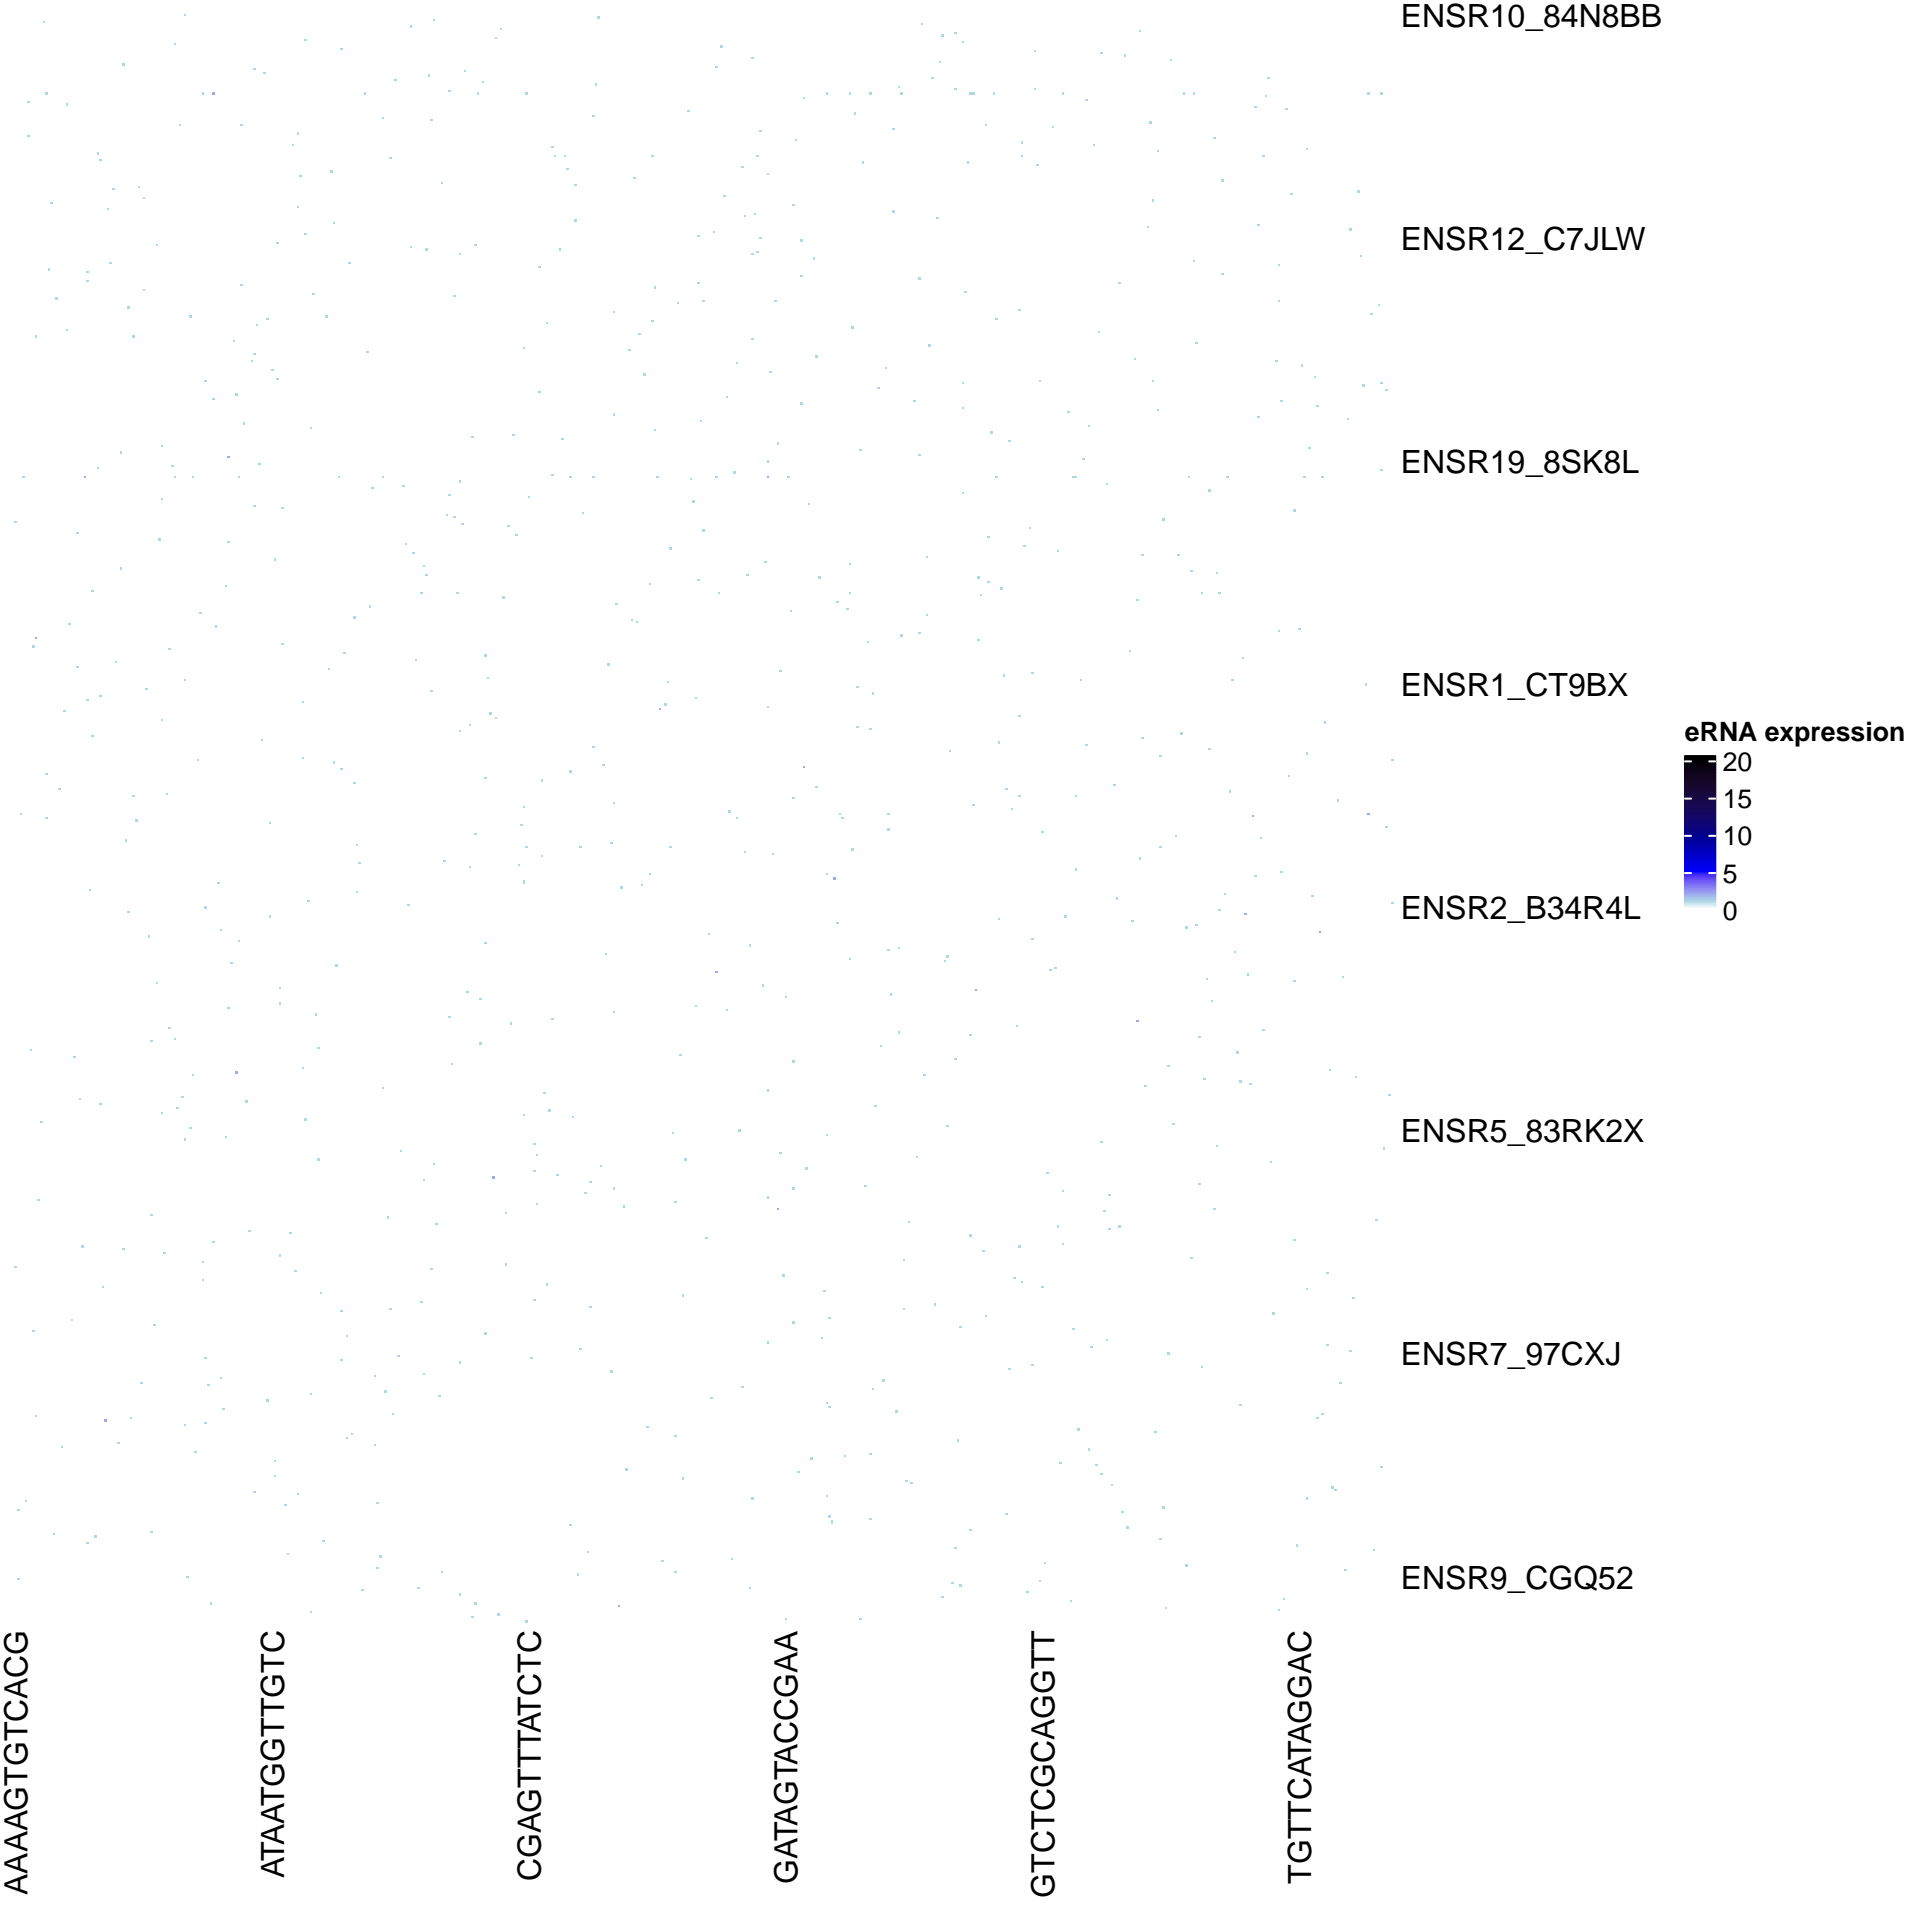 ENSR10_84N8BB
ENSR12_C7JLW
ENSR19_8SK8L
ENSR1_CT9BX
ENSR2_B34R4L
ENSR5_83RK2X
ENSR7_97CXJ
ENSR9_CGQ52
eRNA expression
20
15
10
5
0
AAAAGTGTCACG
ATAATGGTTGTC
CGAGTTTATCTC
GATAGTACCGAA
GTCTCGCAGGTT
TGTTCATAGGAC